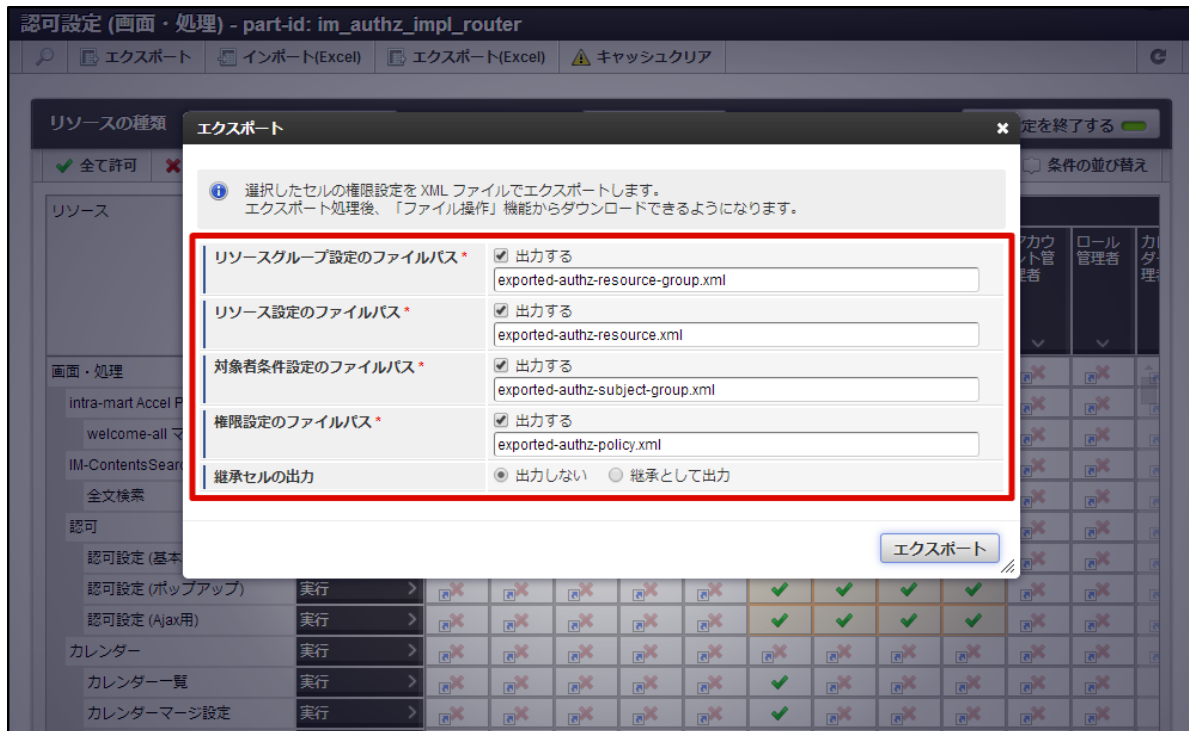 認可設定 (画面・処理) - part-id: im_authz_impl_router
エクスポート インポート(Excel) エクスポート(Excel) キャッシュクリア
リソースの種類
定を終了する
全て許可
条件の並び替え
エクスポート
選択したセルの権限設定を XML ファイルでエクスポートします。
エクスポート処理後、「ファイル操作」機能からダウンロードできるようになります。
リソースグループ設定のファイルパス * 出力する
exported-authz-resource-group.xml
リソース設定のファイルパス * 出力する
exported-authz-resource.xml
対象者条件設定のファイルパス * 出力する
exported-authz-subject-group.xml
権限設定のファイルパス * 出力する
exported-authz-policy.xml
継承セルの出力 出力しない 継承として出力
エクスポート
リソース
ロール
管理者
画面・処理
intra-mart Accel P
welcome-all
IM-ContentsSear
全文検索
認可
認可設定 (基本
認可設定 (ポップアップ) 実行
認可設定 (Ajax用) 実行
カレンダー 実行
カレンダー一覧 実行
カレンダーマージ設定 実行